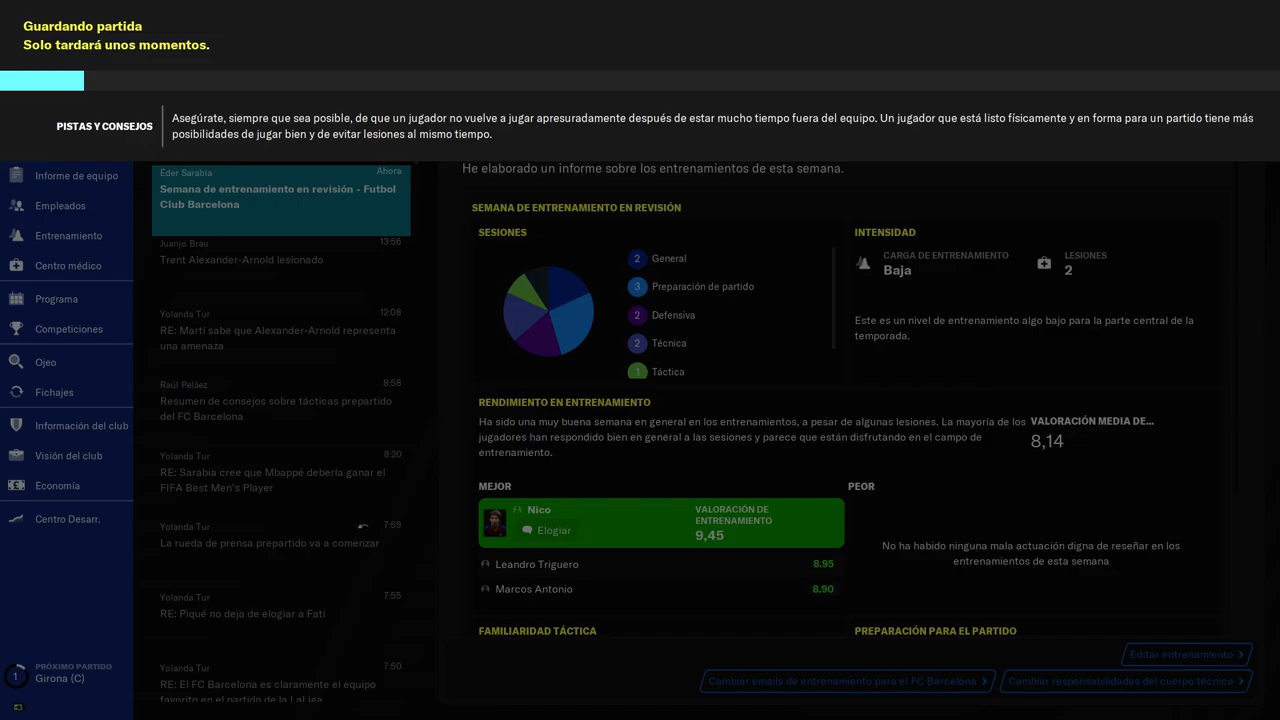 Guardando partida
Solo tardará unos momentos.
PISTAS Y CONSEJOS
Asegúrate, siempre que sea posible, de que un jugador no vuelve a jugar apresuradamente después de estar mucho tiempo fuera del equipo. Un jugador que está listo físicamente y en forma para un partido tiene más
posibilidades de jugar bien y de evitar lesiones al mismo tiempo.
Informe de equipo
Empleados
Entrenamiento
Centro médico
Programa
Competiciones
Ojeo
Fichajes
Información del club
Visión del club
Economía
Centro Desarr.
1
PRÓXIMO PARTIDO
Girona (C)
Éder Sarabia
Ahora
Semana de entrenamiento en revisión - Futbol
Club Barcelona
Juanjo Brau
13:56
Trent Alexander-Arnold lesionado
Yolanda Tur
12:08
RE: Martí sabe que Alexander-Arnold representa
una amenaza
Raúl Peláez
8:58
Resumen de consejos sobre tácticas prepartido
del FC Barcelona
Yolanda Tur
8:20
RE: Sarabia cree que Mbappé debería ganar el
FIFA Best Men's Player
Yolanda Tur
7:59
La rueda de prensa prepartido va a comenzar
Yolanda Tur
7:55
RE: Piqué no deja de elogiar a Fati
Yolanda Tur
7:50
RE: El FC Barcelona es claramente el equipo
favorito en el partido de la LaLiga
He elaborado un informe sobre los entrenamientos de esta semana.
SEMANA DE ENTRENAMIENTO EN REVISIÓN
SESIONES
2 General
3 Preparación de partido
2 Defensiva
2 Técnica
1 Táctica
INTENSIDAD
CARGA DE ENTRENAMIENTO
Baja
LESIONES
2
Este es un nivel de entrenamiento algo bajo para la parte central de la
temporada.
RENDIMIENTO EN ENTRENAMIENTO
Ha sido una muy buena semana en general en los entrenamientos, a pesar de algunas lesiones. La mayoría de los
jugadores han respondido bien en general a las sesiones y parece que están disfrutando en el campo de
entrenamiento.
VALORACIÓN MEDIA DE...
8,14
MEJOR
Nico
Elogiar
VALORACIÓN DE
ENTRENAMIENTO
9,45
Leandro Triguero 8.95
Marcos Antonio 8.90
PEOR
No ha habido ninguna mala actuación digna de reseñar en los
entrenamientos de esta semana
FAMILIARIDAD TÁCTICA
PREPARACIÓN PARA EL PARTIDO
Editar entrenamiento
Cambiar emails de entrenamiento para el FC Barcelona
Cambiar responsabilidades del cuerpo técnico